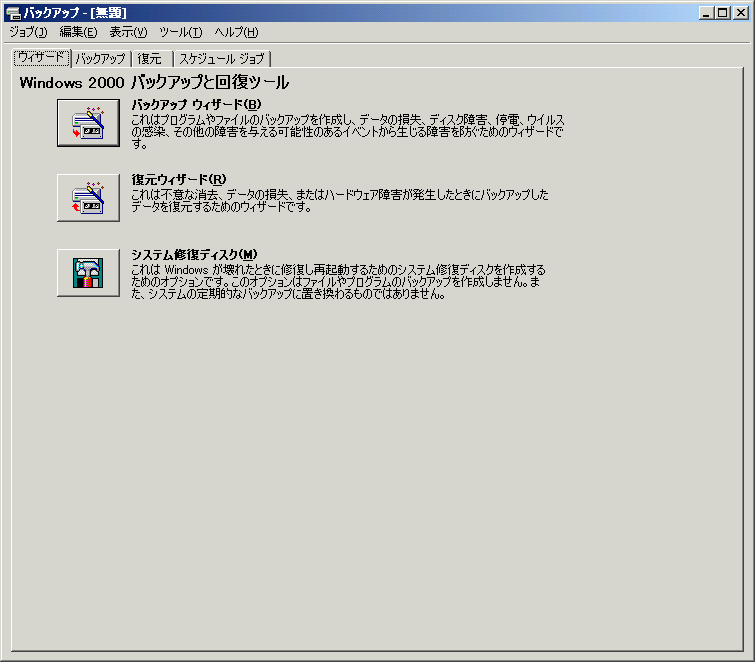 バックアップ - [無題]
ジョブ(J) 編集(E) 表示(V) ツール(T) ヘルプ(H)
ウィザード バックアップ 復元 スケジュール ジョブ
Windows 2000 バックアップと回復ツール
バックアップ ウィザード(B)
これはプログラムやファイルのバックアップを作成し、データの損失、ディスク障害、停電、ウイルス
の感染、その他の障害を与える可能性のあるイベントから生じる障害を防ぐためのウィザードで
す。
復元ウィザード(R)
これは不意な消去、データの損失、またはハードウェア障害が発生したときにバックアップした
データを復元するためのウィザードです。
システム修復ディスク(M)
これは Windows が壊れたときに修復し再起動するためのシステム修復ディスクを作成する
ためのオプションです。このオプションはファイルやプログラムのバックアップを作成しません。ま
た、システムの定期的なバックアップに置き換わるものではありません。